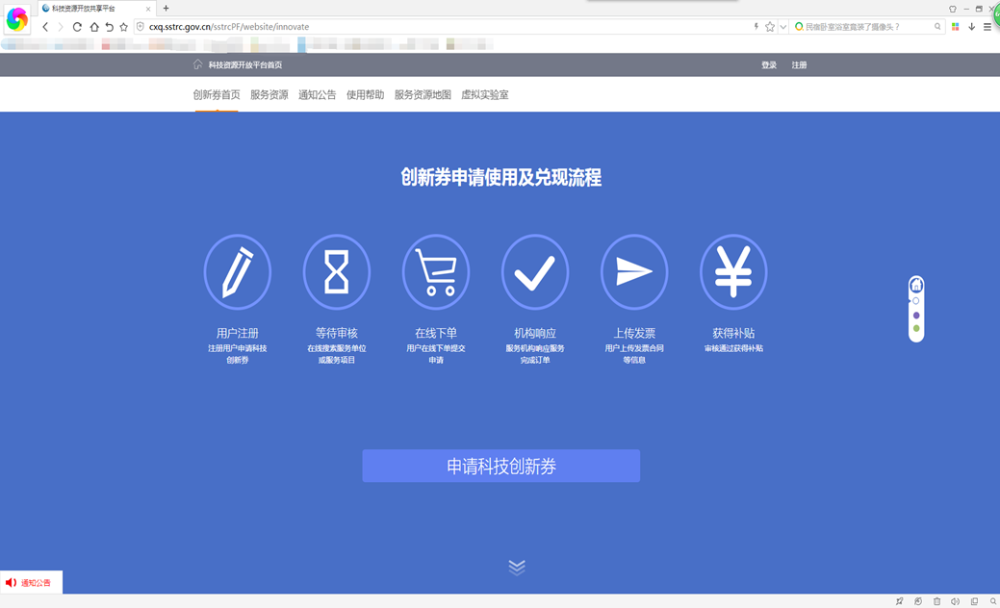 科技资源开放共享平台
cxq.sstrc.gov.cn/sstrcPF/website/innovate
民宿卧室浴室竟装了摄像头？
科技资源开放平台首页
登录 注册
创新券首页 服务资源 通知公告 使用帮助 服务资源地图 虚拟实验室
创新券申请使用及兑现流程
用户注册
注册用户申请科技
创新券
等待审核
在线搜索服务单位
或服务项目
在线下单
用户在线下单提交
申请
机构响应
服务机构响应服务
完成订单
上传发票
用户上传发票合同
等信息
获得补贴
审核通过获得补贴
申请科技创新券
通知公告